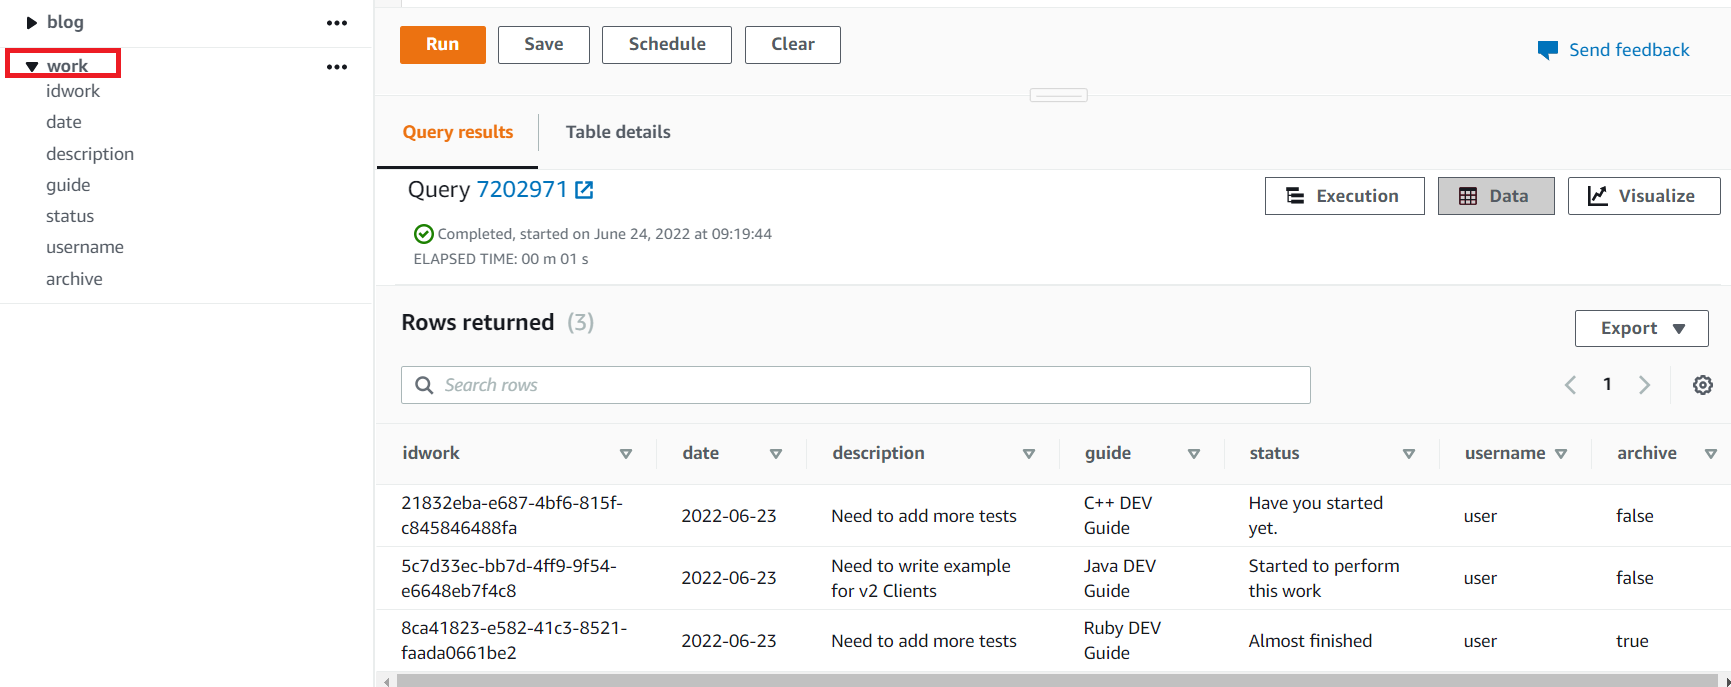 blog
work
idwork
date
description
guide
status
username
archive
Run Save Schedule Clear
Send feedback
Query results Table details
Query 7202971
Execution Data Visualize
Completed, started on June 24, 2022 at 09:19:44
ELAPSED TIME: 00 m 01 s
Rows returned (3)
Export
Search rows
1
idwork date description guide status username archive
21832eba-e687-4bf6-815f-
c845846488fa
2022-06-23
Need to add more tests
C++ DEV
Guide
Have you started
yet.
user
false
5c7d33ec-bb7d-4ff9-9f54-
e6648eb7f4c8
2022-06-23
Need to write example
for v2 Clients
Java DEV
Guide
Started to perform
this work
user
false
8ca41823-e582-41c3-8521-
faada0661be2
2022-06-23
Need to add more tests
Ruby DEV
Guide
Almost finished
user
true